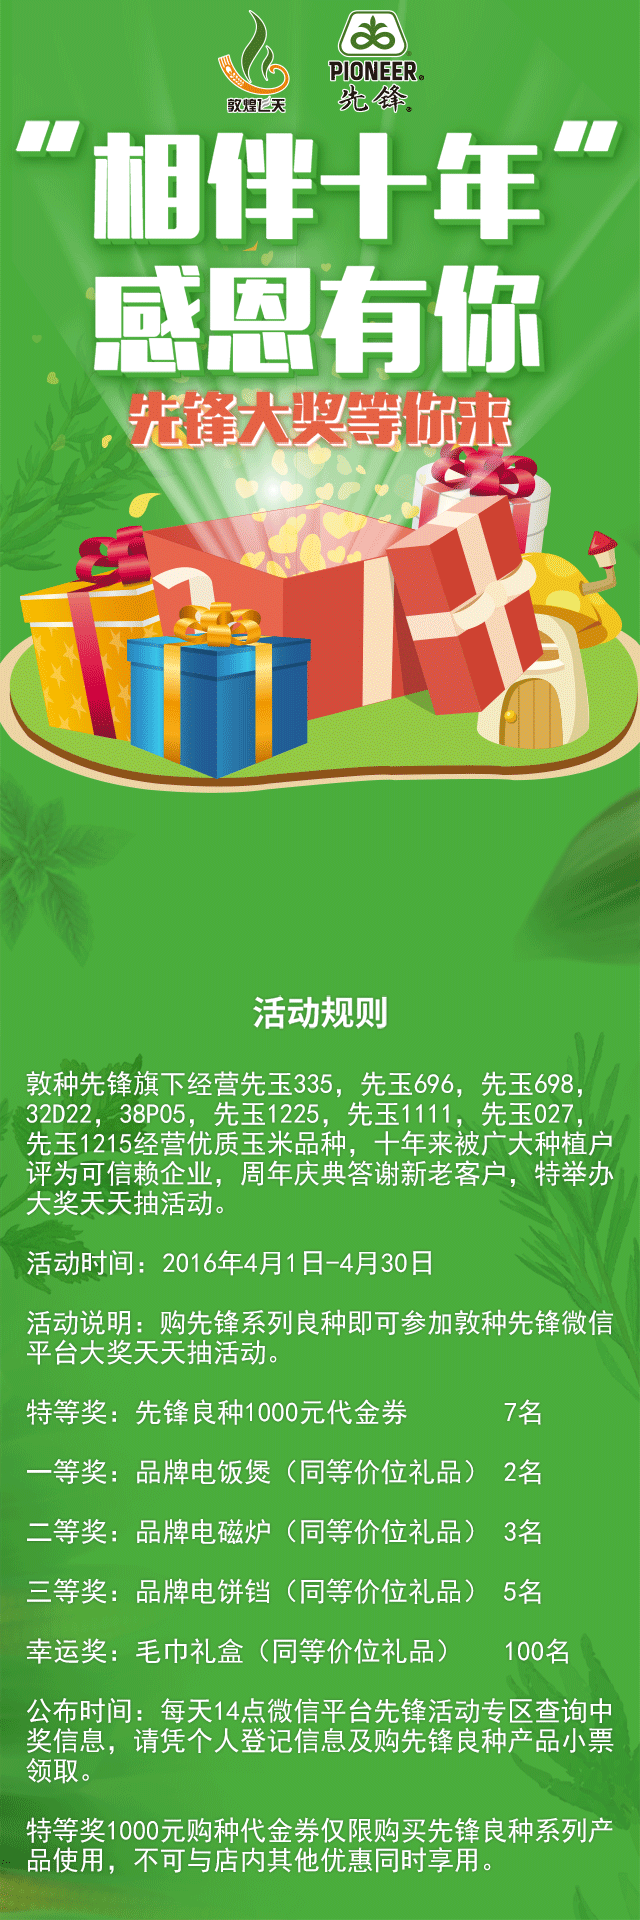 敦煌飞天
PIONEER
先锋
“相伴十年”
感恩有你
先锋大奖等你来
活动规则
敦种先锋旗下经营先玉335，先玉696，先玉698，
32D22，38P05，先玉1225，先玉1111，先玉027，
先玉1215经营优质玉米品种，十年来被广大种植户
评为可信赖企业，周年庆典答谢新老客户，特举办
大奖天天抽活动。
活动时间：2016年4月1日-4月30日
活动说明：购先锋系列良种即可参加敦种先锋微信
平台大奖天天抽活动。
特等奖：先锋良种1000元代金券 7名
一等奖：品牌电饭煲（同等价位礼品） 2名
二等奖：品牌电磁炉（同等价位礼品） 3名
三等奖：品牌电饼铛（同等价位礼品） 5名
幸运奖：毛巾礼盒（同等价位礼品） 100名
公布时间：每天14点微信平台先锋活动专区查询中
奖信息，请凭个人登记信息及购先锋良种产品小票
领取。
特等奖1000元购种代金券仅限购买先锋良种系列产
品使用，不可与店内其他优惠同时享用。